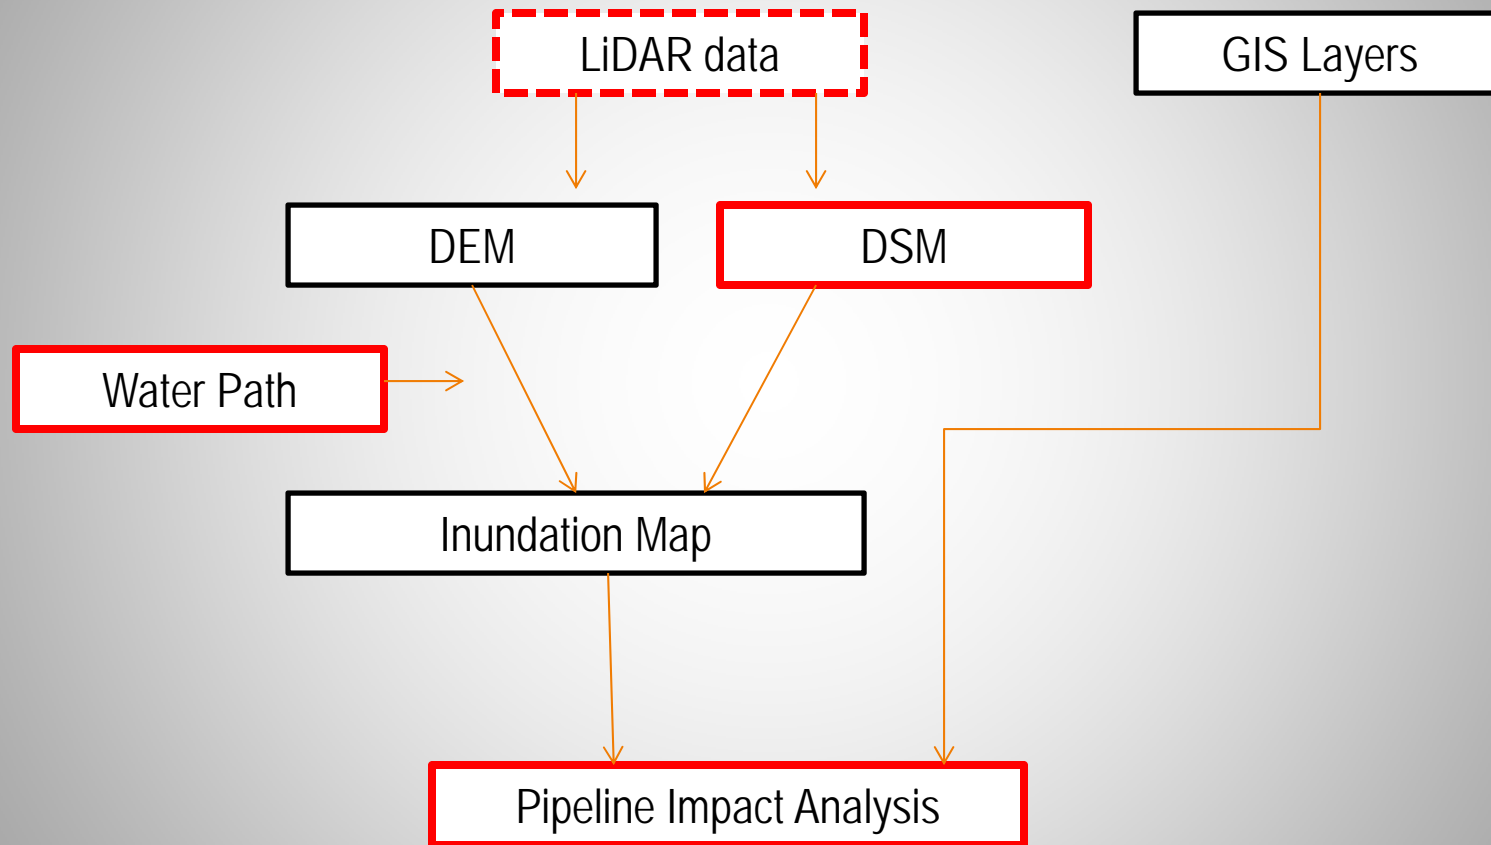 LiDAR data
GIS Layers
DEM
DSM
Water Path
Inundation Map
Pipeline Impact Analysis